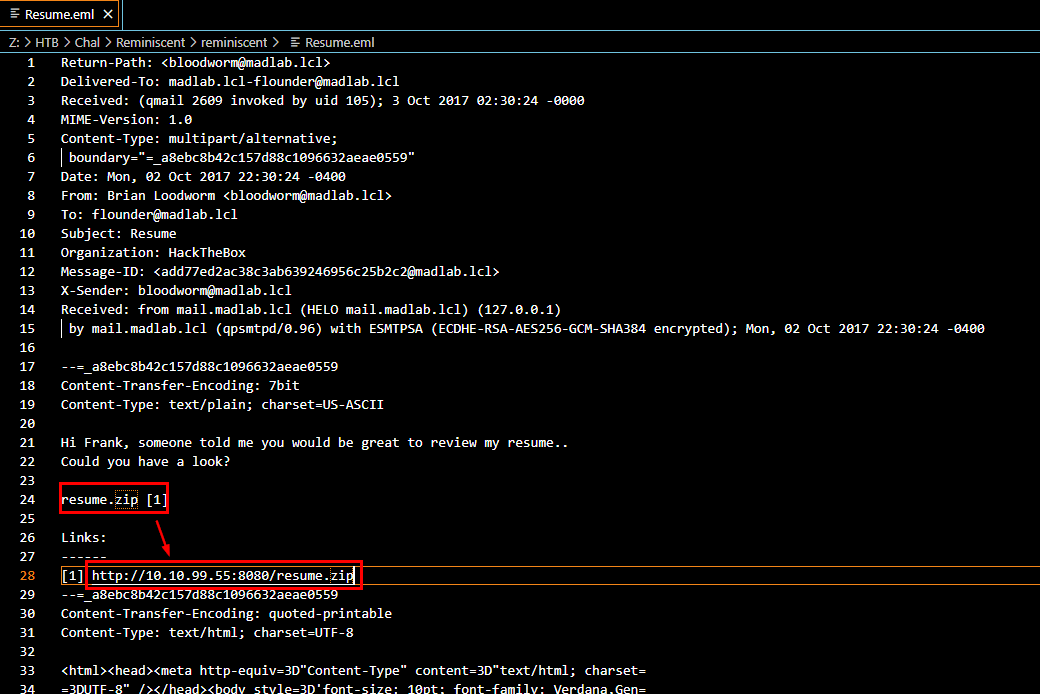 Resume.eml ×
Z: > HTB > Chal > Reminiscent > reminiscent > Resume.eml
1 Return-Path: <bloodworm@madlab.lcl>
2 Delivered-To: madlab.lcl-flounder@madlab.lcl
3 Received: (qmail 2609 invoked by uid 105); 3 Oct 2017 02:30:24 -0000
4 MIME-Version: 1.0
5 Content-Type: multipart/alternative;
6 boundary="=_a8ebc8b42c157d88c1096632aeae0559"
7 Date: Mon, 02 Oct 2017 22:30:24 -0400
8 From: Brian Loodworm <bloodworm@madlab.lcl>
9 To: flounder@madlab.lcl
10 Subject: Resume
11 Organization: HackTheBox
12 Message-ID: <add77ed2ac38c3ab639246956c25b2c2@madlab.lcl>
13 X-Sender: bloodworm@madlab.lcl
14 Received: from mail.madlab.lcl (HELO mail.madlab.lcl) (127.0.0.1)
15 by mail.madlab.lcl (qpsmtpd/0.96) with ESMTPSA (ECDHE-RSA-AES256-GCM-SHA384 encrypted); Mon, 02 Oct 2017 22:30:24 -0400
16
17 --=_a8ebc8b42c157d88c1096632aeae0559
18 Content-Transfer-Encoding: 7bit
19 Content-Type: text/plain; charset=US-ASCII
20
21 Hi Frank, someone told me you would be great to review my resume..
22 Could you have a look?
23
24 resume.zip [1]
25
26 Links:
27 ------
28 [1] http://10.10.99.55:8080/resume.zip
29 --=_a8ebc8b42c157d88c1096632aeae0559
30 Content-Transfer-Encoding: quoted-printable
31 Content-Type: text/html; charset=UTF-8
32
33 <html><head><meta http-equiv=3D"Content-Type" content=3D"text/html; charset=
34 =3DUTF-8" /></head><body style=3D'font-size: 10pt; font-family: Verdana,Gen=